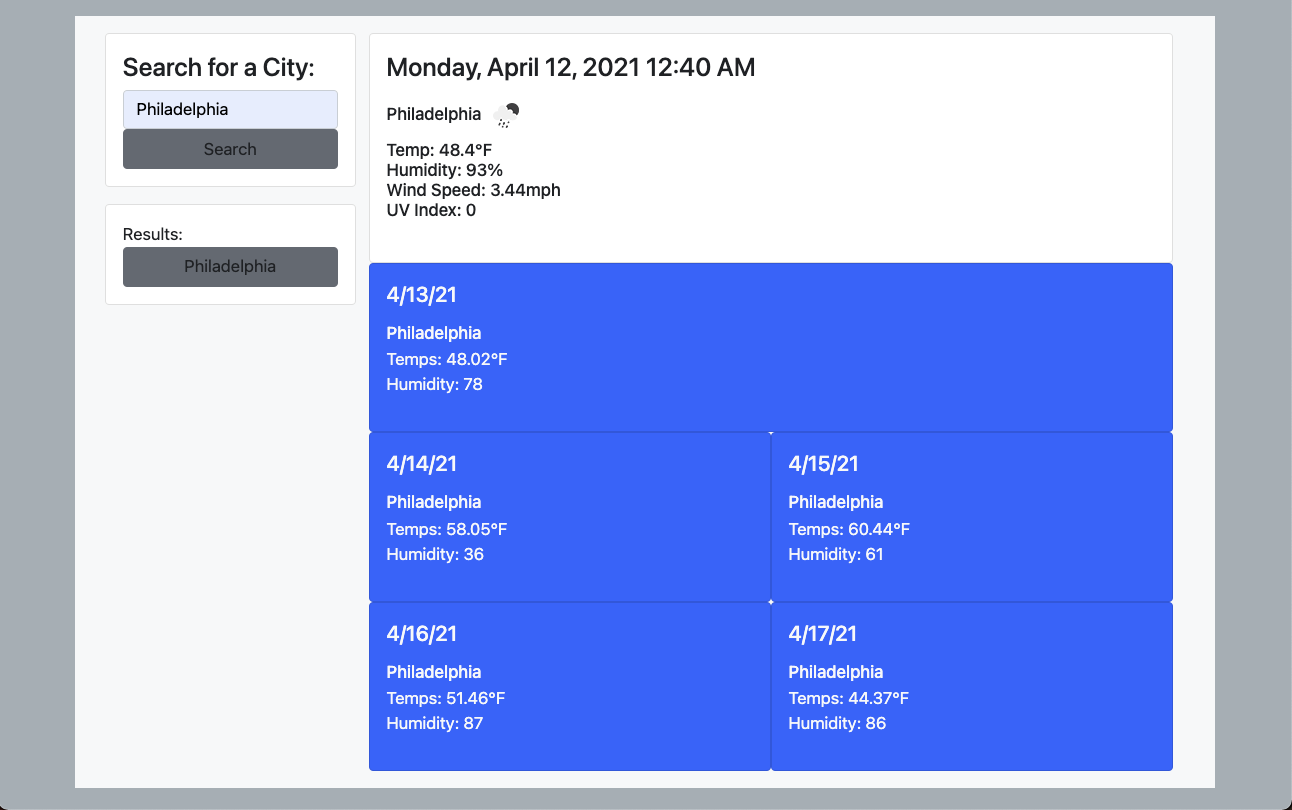 Search for a City:
Philadelphia
Search
Results:
Philadelphia
Monday, April 12, 2021 12:40 AM
Philadelphia
Temp: 48.4°F
Humidity: 93%
Wind Speed: 3.44mph
UV Index: 0
4/13/21
Philadelphia
Temps: 48.02°F
Humidity: 78
4/14/21
Philadelphia
Temps: 58.05°F
Humidity: 36
4/15/21
Philadelphia
Temps: 60.44°F
Humidity: 61
4/16/21
Philadelphia
Temps: 51.46°F
Humidity: 87
4/17/21
Philadelphia
Temps: 44.37°F
Humidity: 86